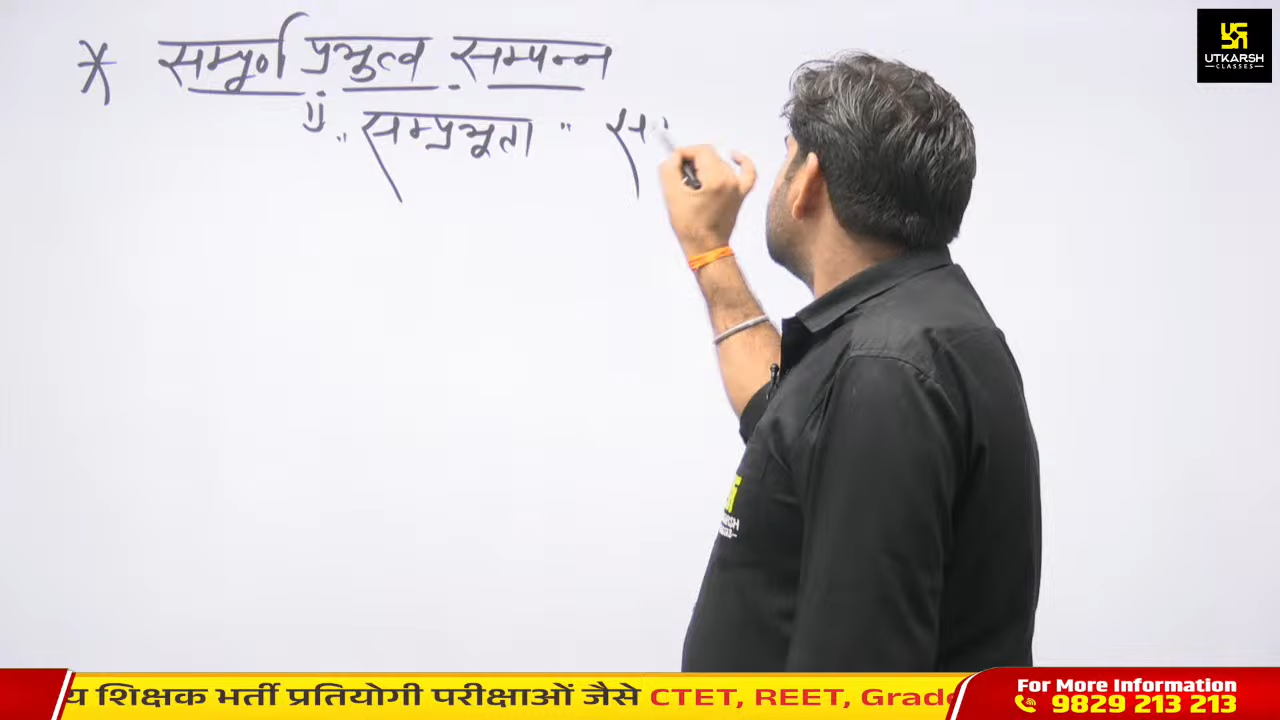 * सम्पूर्ण प्रभुत्व सम्पन्न
"सम्प्रभूता"
UTKARSH
CLASSES
य शिक्षक भर्ती प्रतियोगी परीक्षाओं जैसे CTET, REET, Grade
For More Information
9829 213 213